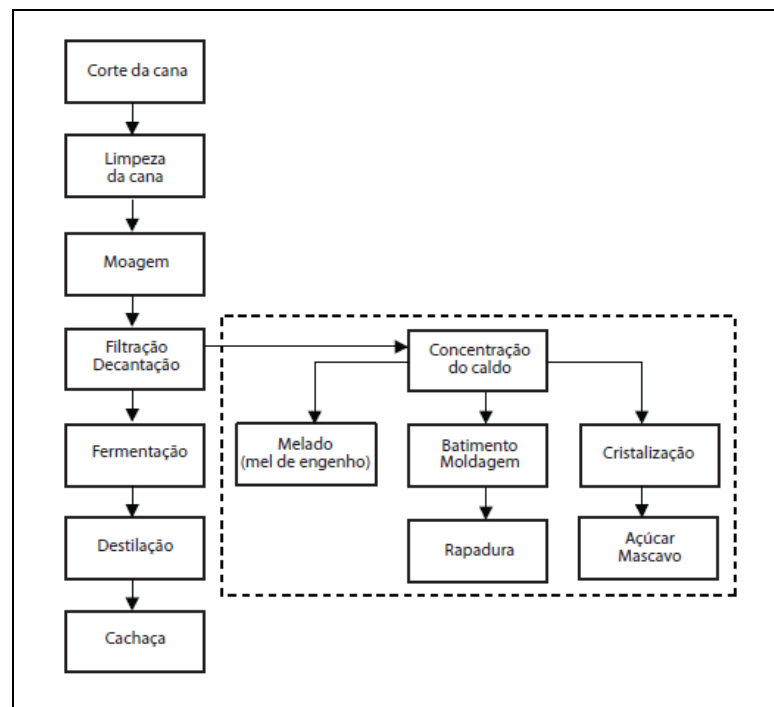 Corte da cana
Limpeza
da cana
Moagem
Filtração
Decantação
Concentração
do caldo
Fermentação
Melado
(mel de engenho)
Batimento
Moldagem
Cristalização
Destilação
Rapadura
Açúcar
Mascavo
Cachaça